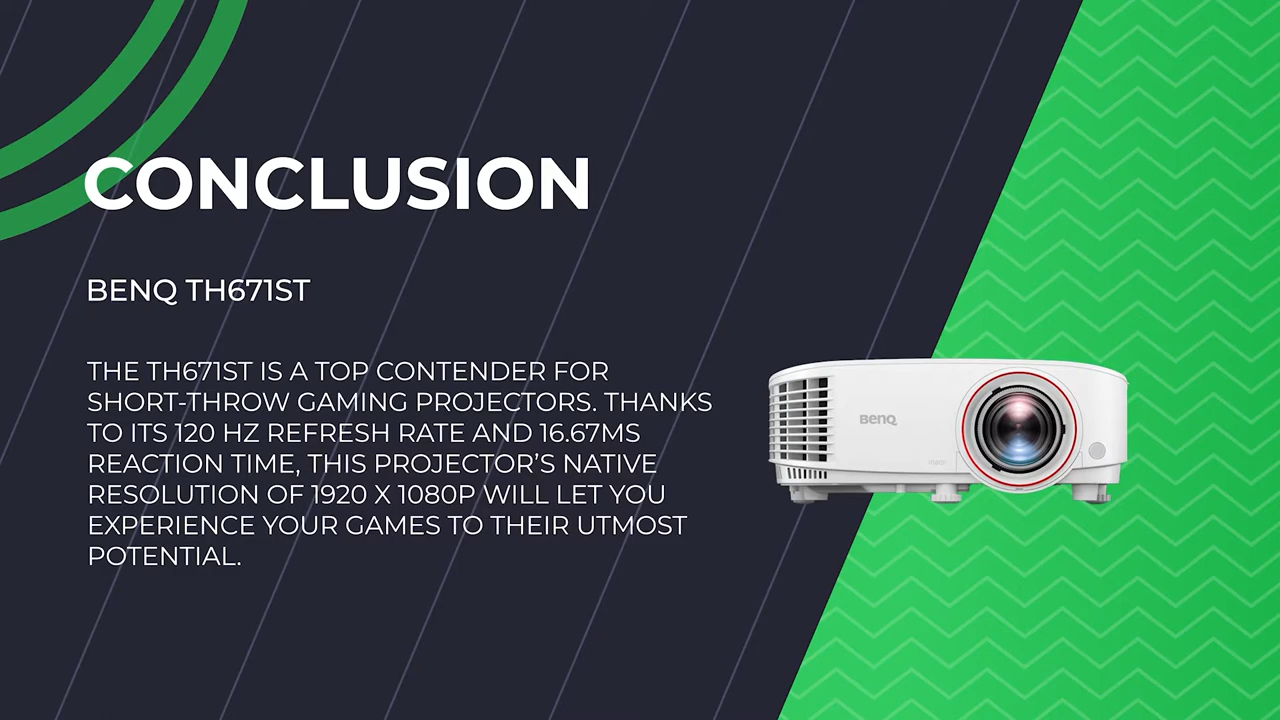 CONCLUSION
BENQ TH671ST
THE TH671ST IS A TOP CONTENDER FOR
SHORT-THROW GAMING PROJECTORS. THANKS
TO ITS 120 HZ REFRESH RATE AND 16.67MS
REACTION TIME, THIS PROJECTOR'S NATIVE
RESOLUTION OF 1920 X 1080P WILL LET YOU
EXPERIENCE YOUR GAMES TO THEIR UTMOST
POTENTIAL.
BenQ
1080P